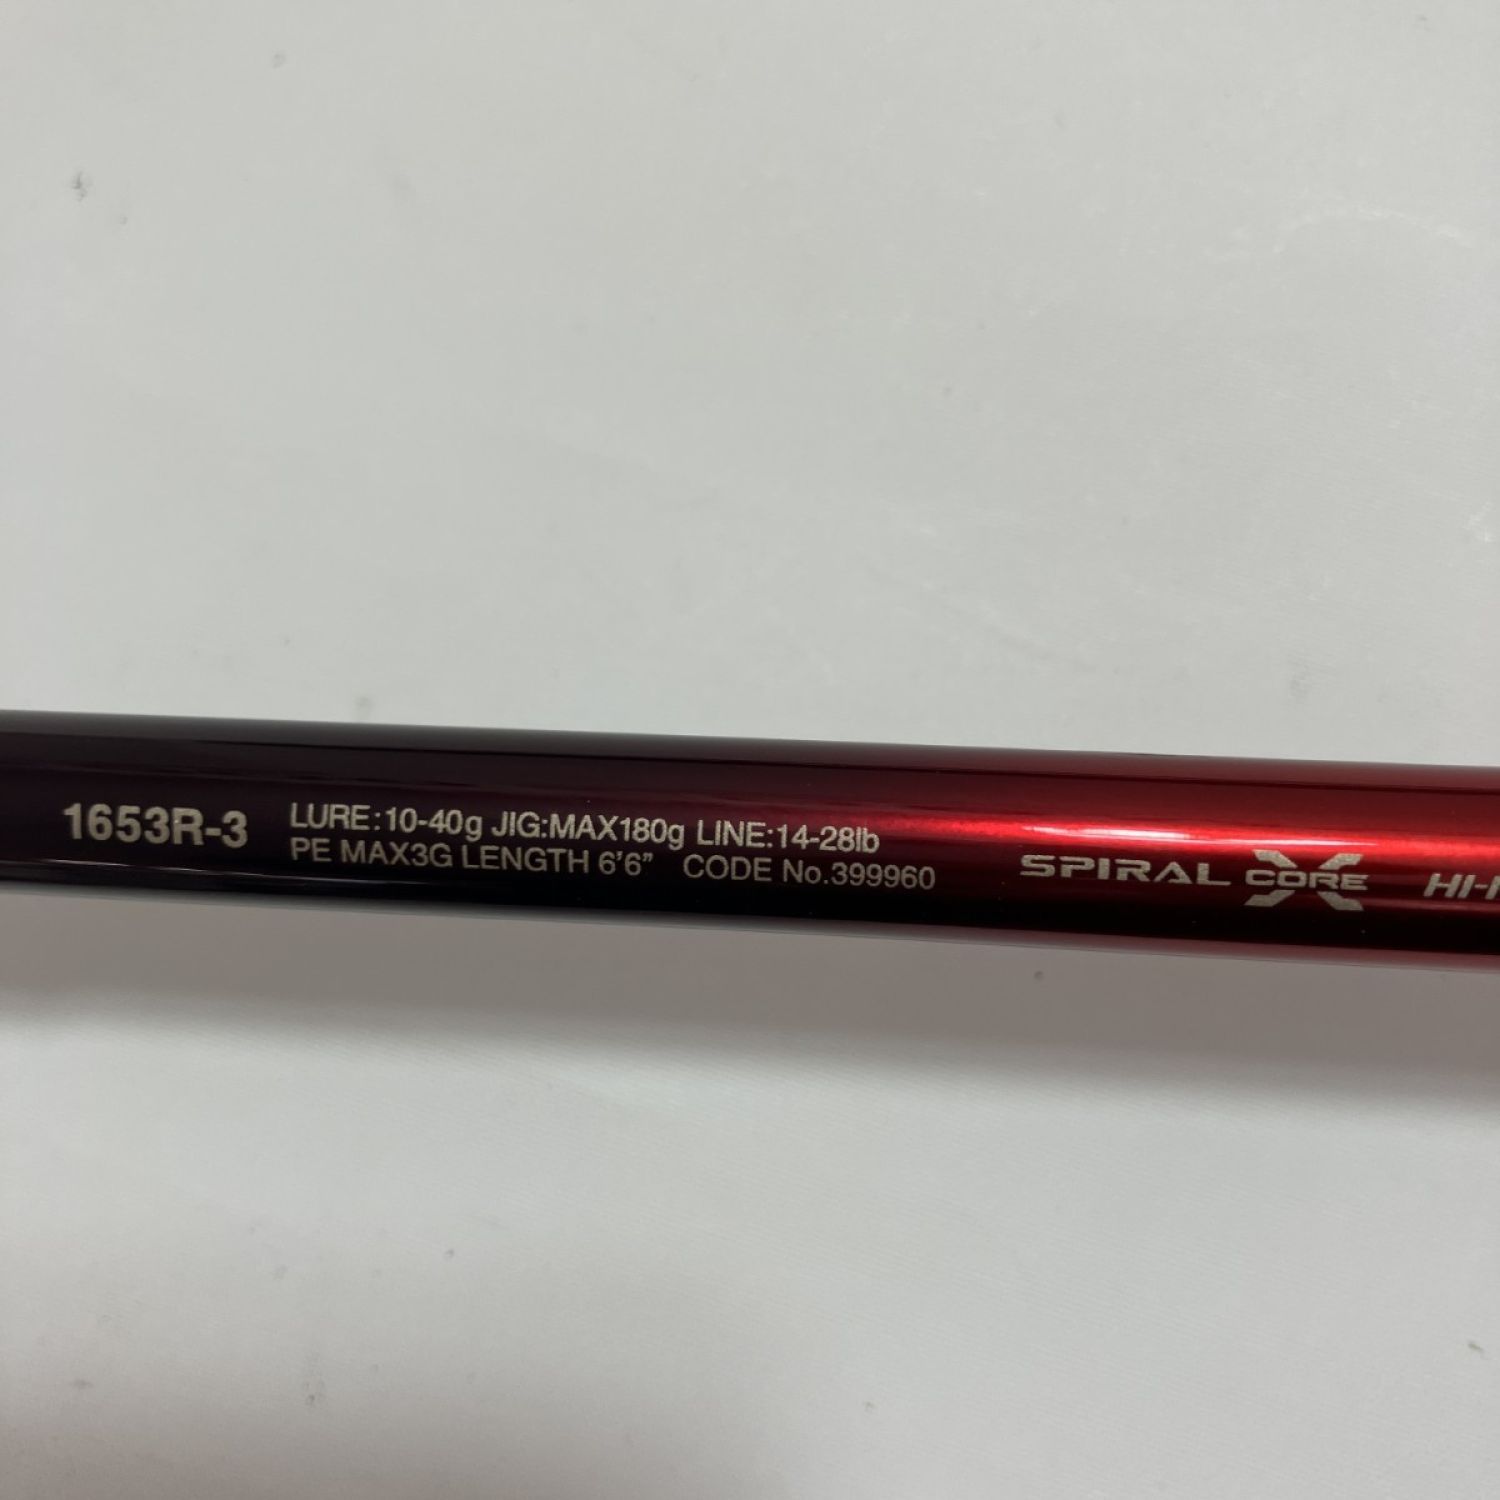 1653R-3
LURE:10-40g JIG:MAX180g LINE:14-28lb
PE MAX3G LENGTH 6'6" CODE No.399960
SPIRAL X CORE